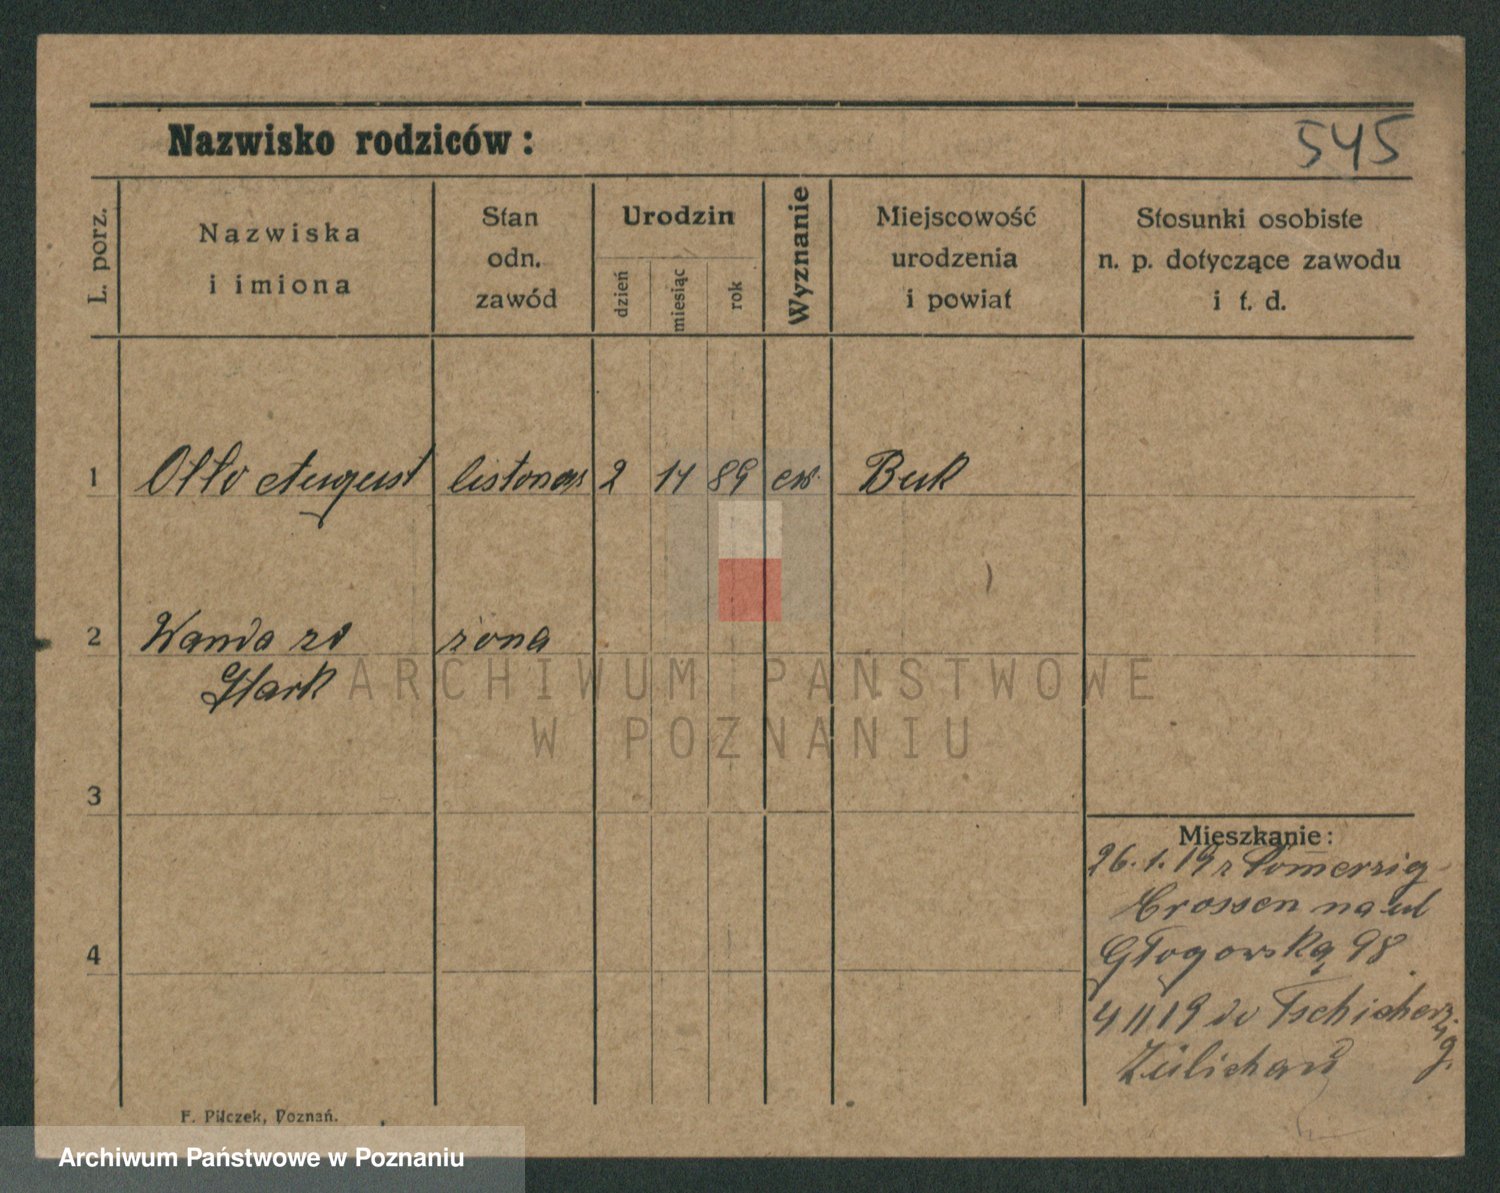 Nazwisko rodziców:
545
L. porz.
Nazwiska
i imiona
Stan
odn.
zawód
Urodzin
dzień
miesiąc
rok
Wyznanie
Miejscowość
urodzenia
i powiat
Stosunki osobiste
n. p. dotyczące zawodu
i t. d.
1 Otto August listonosz 2 11 89 ew. Buk
2 Wanda zd żona
Stark
ARCHIWUM PAŃSTWOWE
W POZNANIU
3
Mieszkanie:
26.1.19 z Pommerzig
Crossen na ul
4
Głogowską 98.
4 11 19 do Tschicherzig.
Züllichau
F. Pilczek, Poznań.
Archiwum Państwowe w Poznaniu